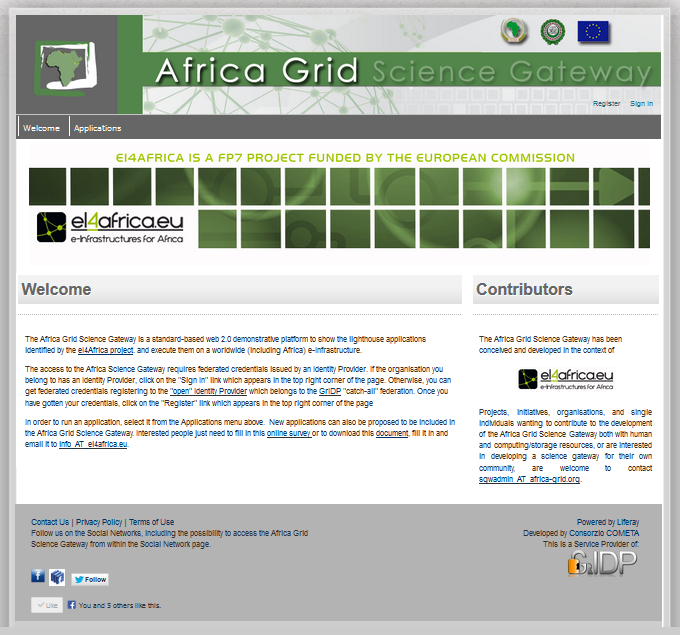 Africa Grid Science Gateway
Register Sign In
Welcome Applications
EI4AFRICA IS A FP7 PROJECT FUNDED BY THE EUROPEAN COMMISSION
eI4africa.eu
e-Infrastructures for Africa
Welcome
The Africa Grid Science Gateway is a standard-based web 2.0 demonstrative platform to show the lighthouse applications
identified by the eI4Africa project. and execute them on a worldwide (including Africa) e-Infrastructure.
The access to the Africa Science Gateway requires federated credentials issued by an Identity Provider. If the organisation you
belong to has an Identity Provider, click on the "Sign In" link which appears in the top right corner of the page. Otherwise, you can
get federated credentials registering to the "open" Identity Provider which belongs to the GrIDP "catch-all" federation. Once you
have gotten your credentials, click on the "Register" link which appears in the top right corner of the page
In order to run an application, select it from the Applications menu above. New applications can also be proposed to be included in
the Africa Grid Science Gateway. Interested people just need to fill in this online survey or to download this document, fill it in and
email it to info_AT_ei4africa.eu.
Contributors
The Africa Grid Science Gateway has been
conceived and developed in the context of
eI4africa.eu
e-Infrastructures for Africa
Projects, initiatives, organisations, and single
individuals wanting to contribute to the development
of the Africa Grid Science Gateway both with human
and computing/storage resources, or are interested
in developing a science gateway for their own
community, are welcome to contact
sgwadmin_AT_africa-grid.org.
Contact Us | Privacy Policy | Terms of Use
Follow us on the Social Networks, including the possibility to access the Africa Grid
Science Gateway from within the Social Network page.
Follow
Like You and 5 others like this.
Powered by Liferay
Developed by Consorzio COMETA
This is a Service Provider of:
GrIDP